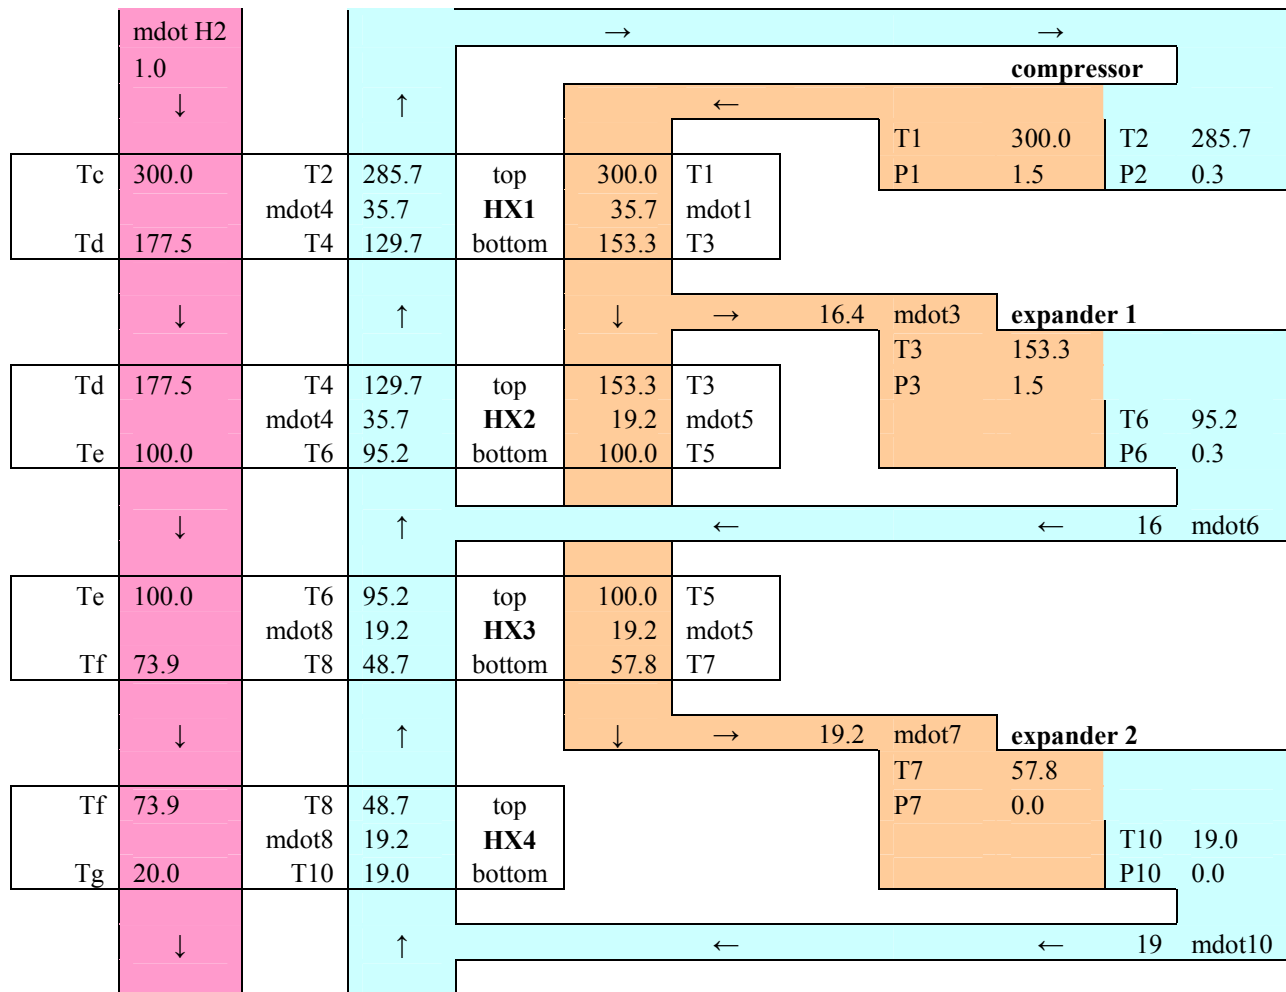 mdot H2 → →
1.0 compressor
↓ ↑ ←
T1 300.0 T2 285.7
Tc 300.0 T2 285.7 top 300.0 T1 P1 1.5 P2 0.3
mdot4 35.7 HX1 35.7 mdot1
Td 177.5 T4 129.7 bottom 153.3 T3
↓ ↑ ↓ → 16.4 mdot3 expander 1
T3 153.3
Td 177.5 T4 129.7 top 153.3 T3 P3 1.5
mdot4 35.7 HX2 19.2 mdot5 T6 95.2
Te 100.0 T6 95.2 bottom 100.0 T5 P6 0.3
↓ ↑ ← ← 16 mdot6
Te 100.0 T6 95.2 top 100.0 T5
mdot8 19.2 HX3 19.2 mdot5
Tf 73.9 T8 48.7 bottom 57.8 T7
↓ ↑ ↓ → 19.2 mdot7 expander 2
T7 57.8
Tf 73.9 T8 48.7 top P7 0.0
mdot8 19.2 HX4 T10 19.0
Tg 20.0 T10 19.0 bottom P10 0.0
↓ ↑ ← ← 19 mdot10